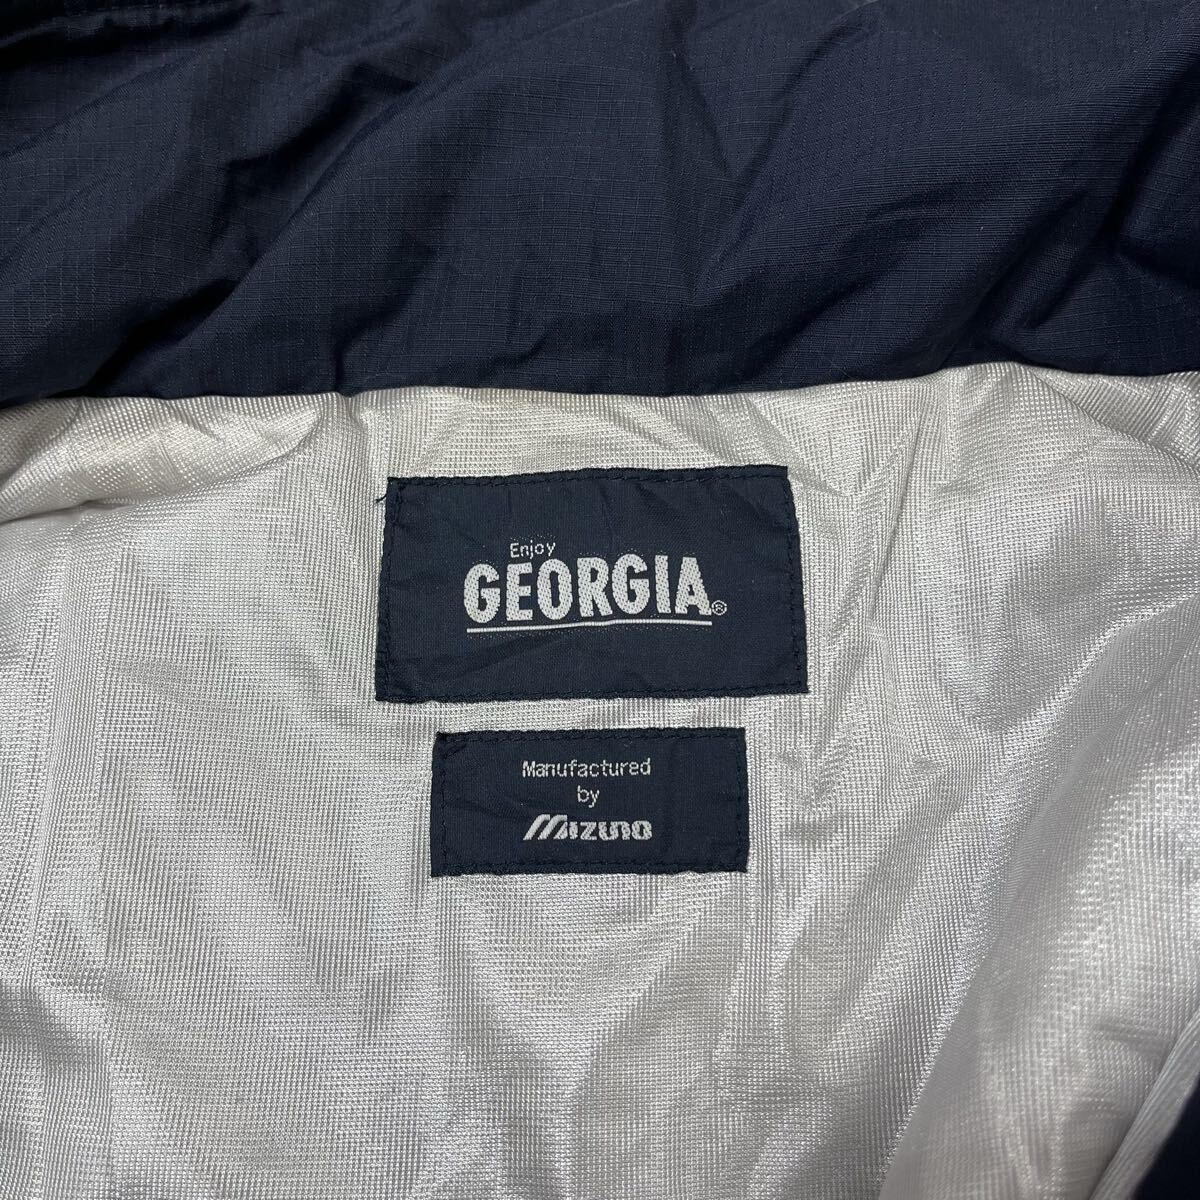 Enjoy
GEORGIA®
Manufactured
by
Mizuno